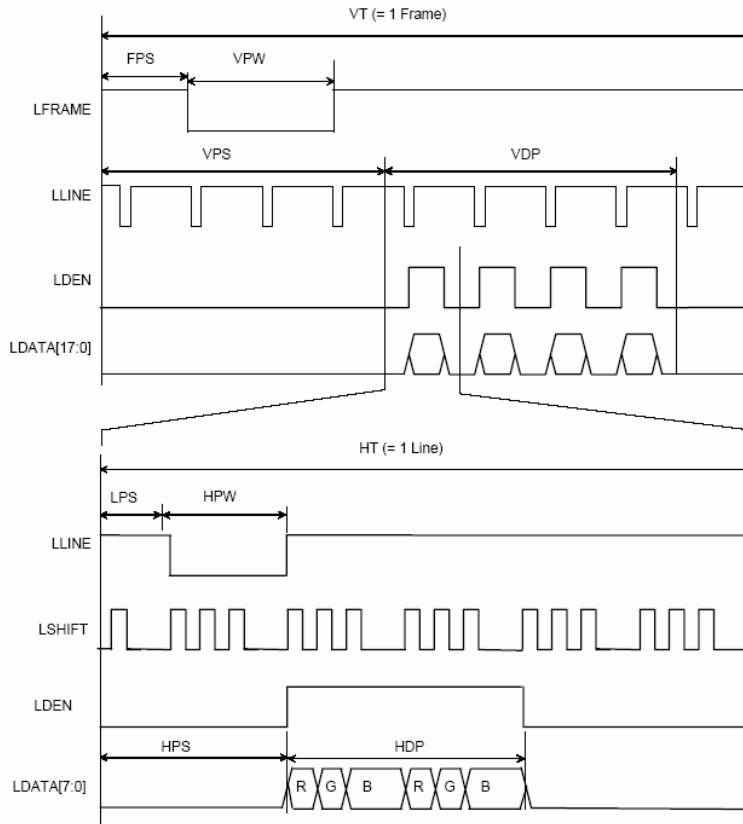 VT (= 1 Frame)
FPS VPW
LFRAME
VPS VDP
LLINE
LDEN
LDATA[17:0]
HT (= 1 Line)
LPS HPW
LLINE
LSHIFT
LDEN
HPS HDP
LDATA[7:0] R G B R G B